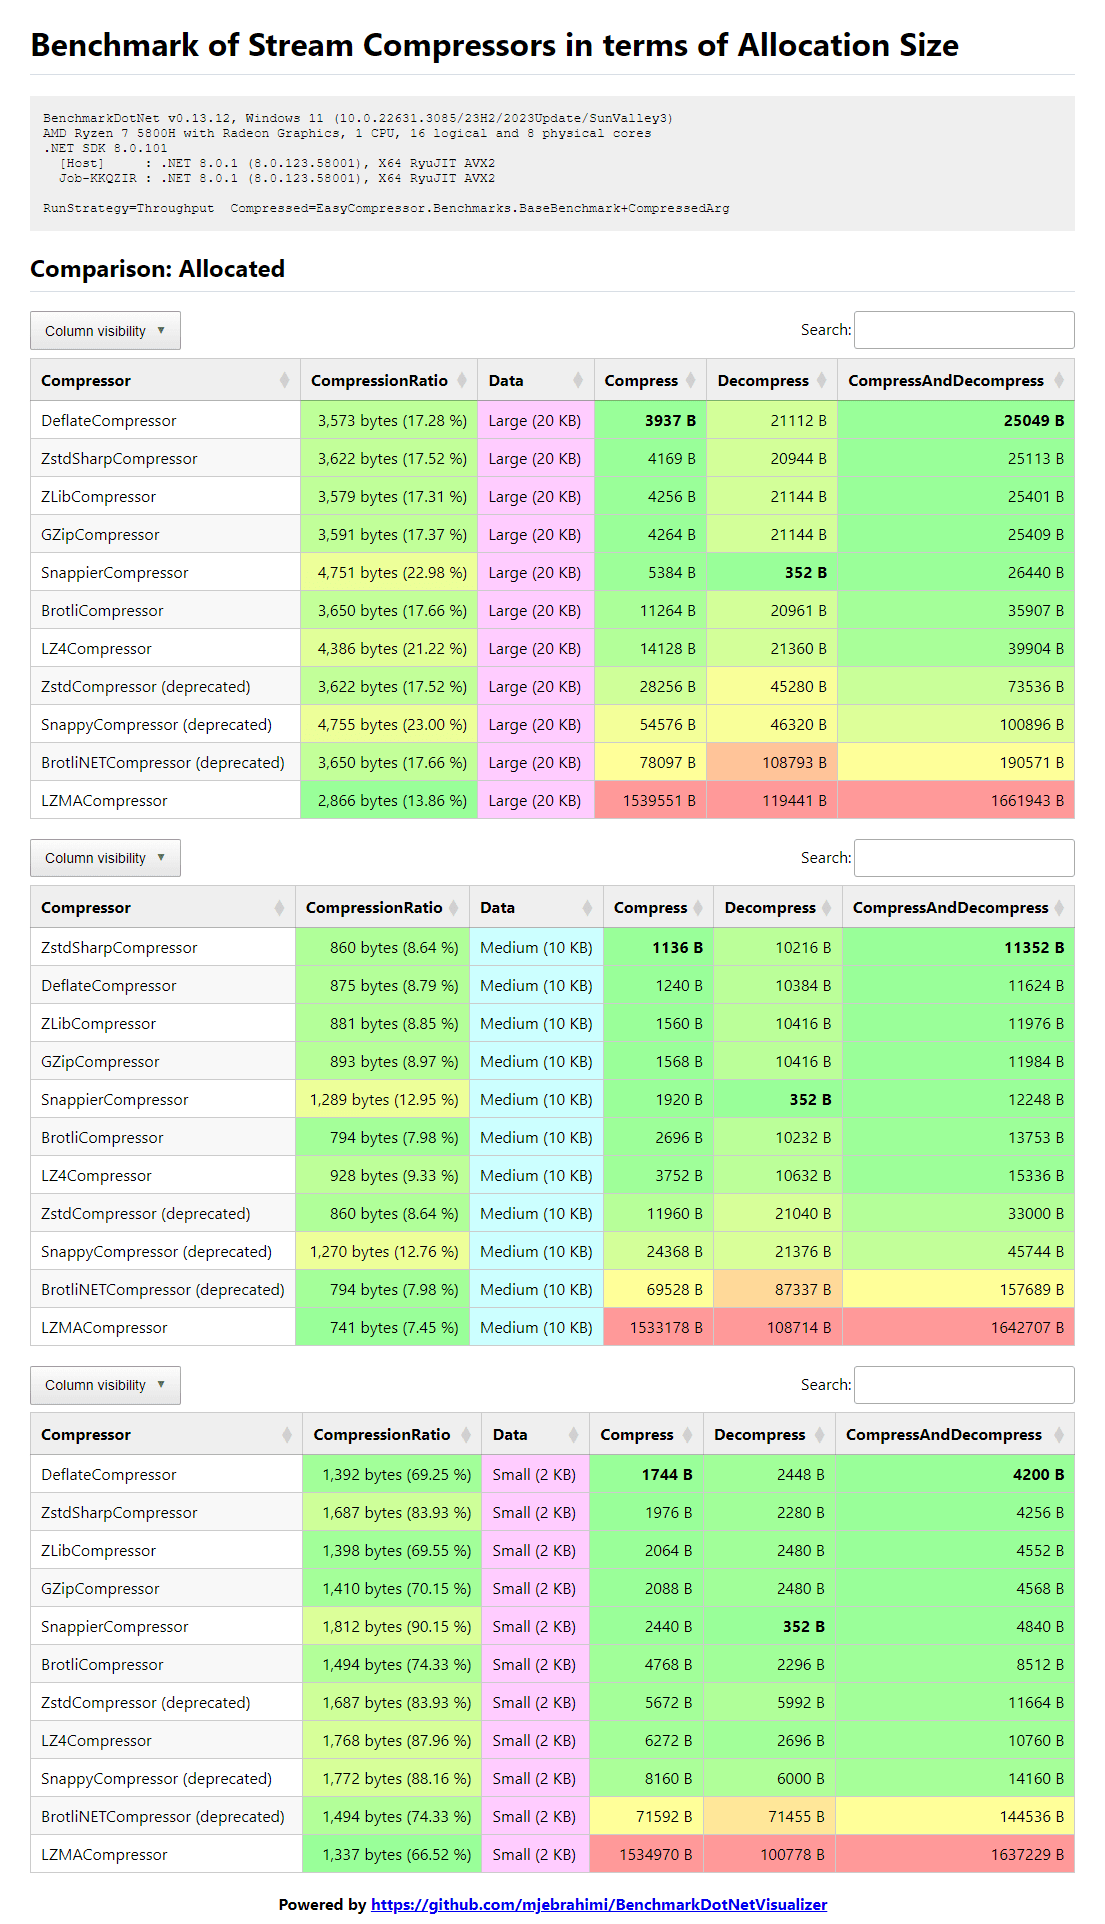 Benchmark of Stream Compressors in terms of Allocation Size
BenchmarkDotNet v0.13.12, Windows 11 (10.0.22631.3085/23H2/2023Update/SunValley3)
AMD Ryzen 7 5800H with Radeon Graphics, 1 CPU, 16 logical and 8 physical cores
.NET SDK 8.0.101
[Host]     : .NET 8.0.1 (8.0.123.58001), X64 RyuJIT AVX2
Job-KKQZIR : .NET 8.0.1 (8.0.123.58001), X64 RyuJIT AVX2
RunStrategy=Throughput  Compressed=EasyCompressor.Benchmarks.BaseBenchmark+CompressedArg
Comparison: Allocated
Column visibility ▼ Search:
Compressor CompressionRatio Data Compress Decompress CompressAndDecompress
DeflateCompressor 3,573 bytes (17.28 %) Large (20 KB) 3937 B 21112 B 25049 B
ZstdSharpCompressor 3,622 bytes (17.52 %) Large (20 KB) 4169 B 20944 B 25113 B
ZLibCompressor 3,579 bytes (17.31 %) Large (20 KB) 4256 B 21144 B 25401 B
GZipCompressor 3,591 bytes (17.37 %) Large (20 KB) 4264 B 21144 B 25409 B
SnappierCompressor 4,751 bytes (22.98 %) Large (20 KB) 5384 B 352 B 26440 B
BrotliCompressor 3,650 bytes (17.66 %) Large (20 KB) 11264 B 20961 B 35907 B
LZ4Compressor 4,386 bytes (21.22 %) Large (20 KB) 14128 B 21360 B 39904 B
ZstdCompressor (deprecated) 3,622 bytes (17.52 %) Large (20 KB) 28256 B 45280 B 73536 B
SnappyCompressor (deprecated) 4,755 bytes (23.00 %) Large (20 KB) 54576 B 46320 B 100896 B
BrotliNETCompressor (deprecated) 3,650 bytes (17.66 %) Large (20 KB) 78097 B 108793 B 190571 B
LZMACompressor 2,866 bytes (13.86 %) Large (20 KB) 1539551 B 119441 B 1661943 B
Column visibility ▼ Search:
Compressor CompressionRatio Data Compress Decompress CompressAndDecompress
ZstdSharpCompressor 860 bytes (8.64 %) Medium (10 KB) 1136 B 10216 B 11352 B
DeflateCompressor 875 bytes (8.79 %) Medium (10 KB) 1240 B 10384 B 11624 B
ZLibCompressor 881 bytes (8.85 %) Medium (10 KB) 1560 B 10416 B 11976 B
GZipCompressor 893 bytes (8.97 %) Medium (10 KB) 1568 B 10416 B 11984 B
SnappierCompressor 1,289 bytes (12.95 %) Medium (10 KB) 1920 B 352 B 12248 B
BrotliCompressor 794 bytes (7.98 %) Medium (10 KB) 2696 B 10232 B 13753 B
LZ4Compressor 928 bytes (9.33 %) Medium (10 KB) 3752 B 10632 B 15336 B
ZstdCompressor (deprecated) 860 bytes (8.64 %) Medium (10 KB) 11960 B 21040 B 33000 B
SnappyCompressor (deprecated) 1,270 bytes (12.76 %) Medium (10 KB) 24368 B 21376 B 45744 B
BrotliNETCompressor (deprecated) 794 bytes (7.98 %) Medium (10 KB) 69528 B 87337 B 157689 B
LZMACompressor 741 bytes (7.45 %) Medium (10 KB) 1533178 B 108714 B 1642707 B
Column visibility ▼ Search:
Compressor CompressionRatio Data Compress Decompress CompressAndDecompress
DeflateCompressor 1,392 bytes (69.25 %) Small (2 KB) 1744 B 2448 B 4200 B
ZstdSharpCompressor 1,687 bytes (83.93 %) Small (2 KB) 1976 B 2280 B 4256 B
ZLibCompressor 1,398 bytes (69.55 %) Small (2 KB) 2064 B 2480 B 4552 B
GZipCompressor 1,410 bytes (70.15 %) Small (2 KB) 2088 B 2480 B 4568 B
SnappierCompressor 1,812 bytes (90.15 %) Small (2 KB) 2440 B 352 B 4840 B
BrotliCompressor 1,494 bytes (74.33 %) Small (2 KB) 4768 B 2296 B 8512 B
ZstdCompressor (deprecated) 1,687 bytes (83.93 %) Small (2 KB) 5672 B 5992 B 11664 B
LZ4Compressor 1,768 bytes (87.96 %) Small (2 KB) 6272 B 2696 B 10760 B
SnappyCompressor (deprecated) 1,772 bytes (88.16 %) Small (2 KB) 8160 B 6000 B 14160 B
BrotliNETCompressor (deprecated) 1,494 bytes (74.33 %) Small (2 KB) 71592 B 71455 B 144536 B
LZMACompressor 1,337 bytes (66.52 %) Small (2 KB) 1534970 B 100778 B 1637229 B
Powered by https://github.com/mjebrahimi/BenchmarkDotNetVisualizer